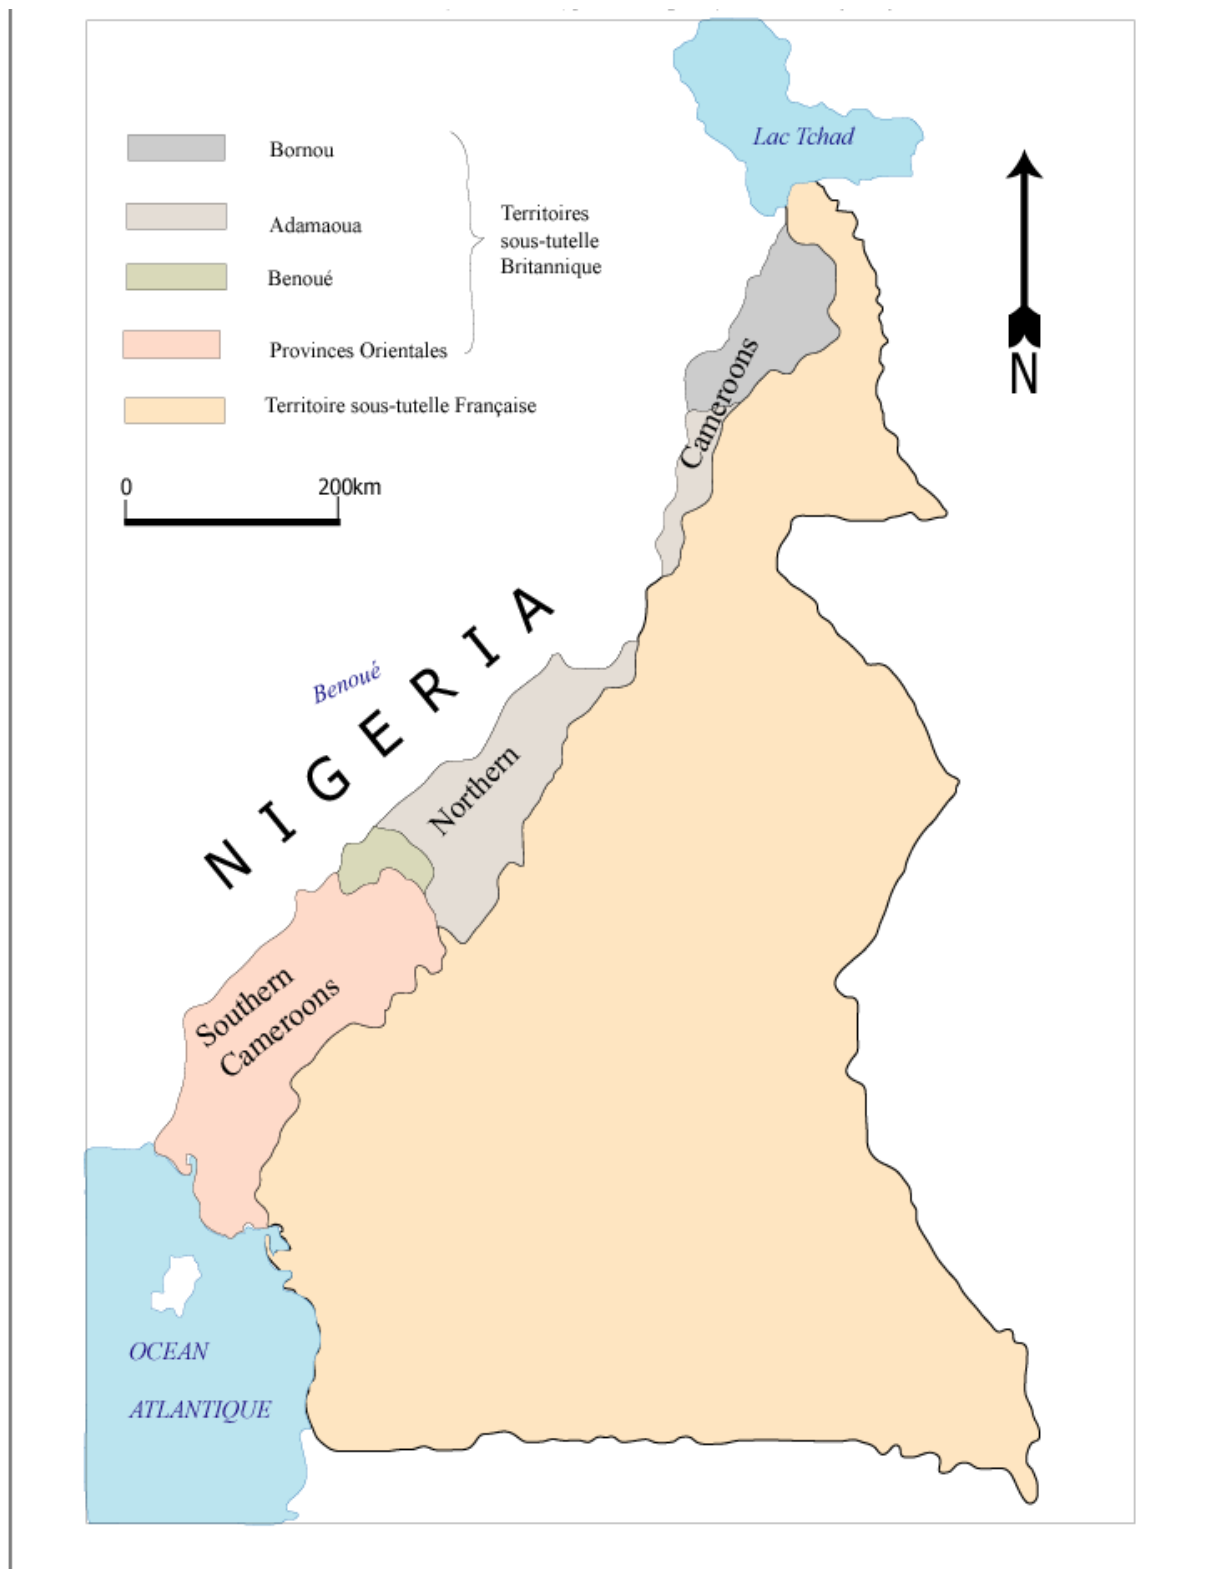 Lac Tchad
Bornou
Adamaoua
Benoué
Provinces Orientales
Territoires
sous-tutelle
Britannique
Territoire sous-tutelle Française
0 200km
N
Cameroons
NIGERIA
Benoué
Northern
Southern
Cameroons
OCEAN
ATLANTIQUE